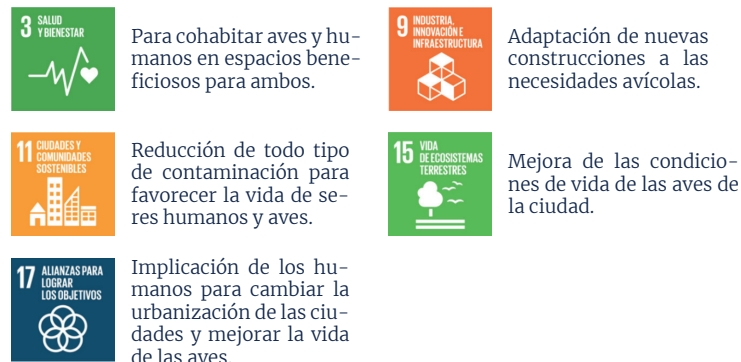 3 SALUD
Y BIENESTAR
Para cohabitar aves y hu-
manos en espacios bene-
ficiosos para ambos.
9 INDUSTRIA,
INNOVACIÓN E
INFRAESTRUCTURA
Adaptación de nuevas
construcciones a las
necesidades avícolas.
11 CIUDADES Y
COMUNIDADES
SOSTENIBLES
Reducción de todo tipo
de contaminación para
favorecer la vida de se-
res humanos y aves.
15 VIDA
DE ECOSISTEMAS
TERRESTRES
Mejora de las condicio-
nes de vida de las aves de
la ciudad.
17 ALIANZAS PARA
LOGRAR
LOS OBJETIVOS
Implicación de los hu-
manos para cambiar la
urbanización de las ciu-
dades y mejorar la vida
de las aves.